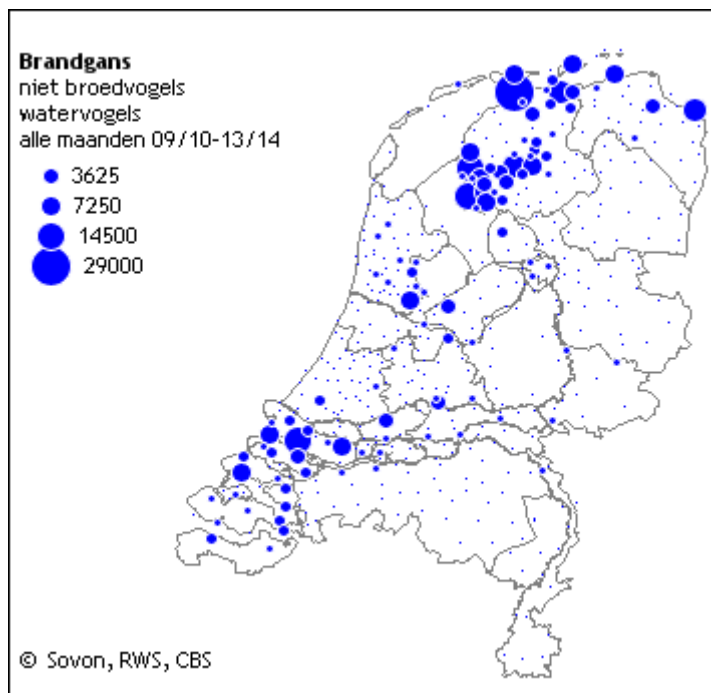 Brandgans
niet broedvogels
watervogels
alle maanden 09/10-13/14
3625
7250
14500
29000
© Sovon, RWS, CBS